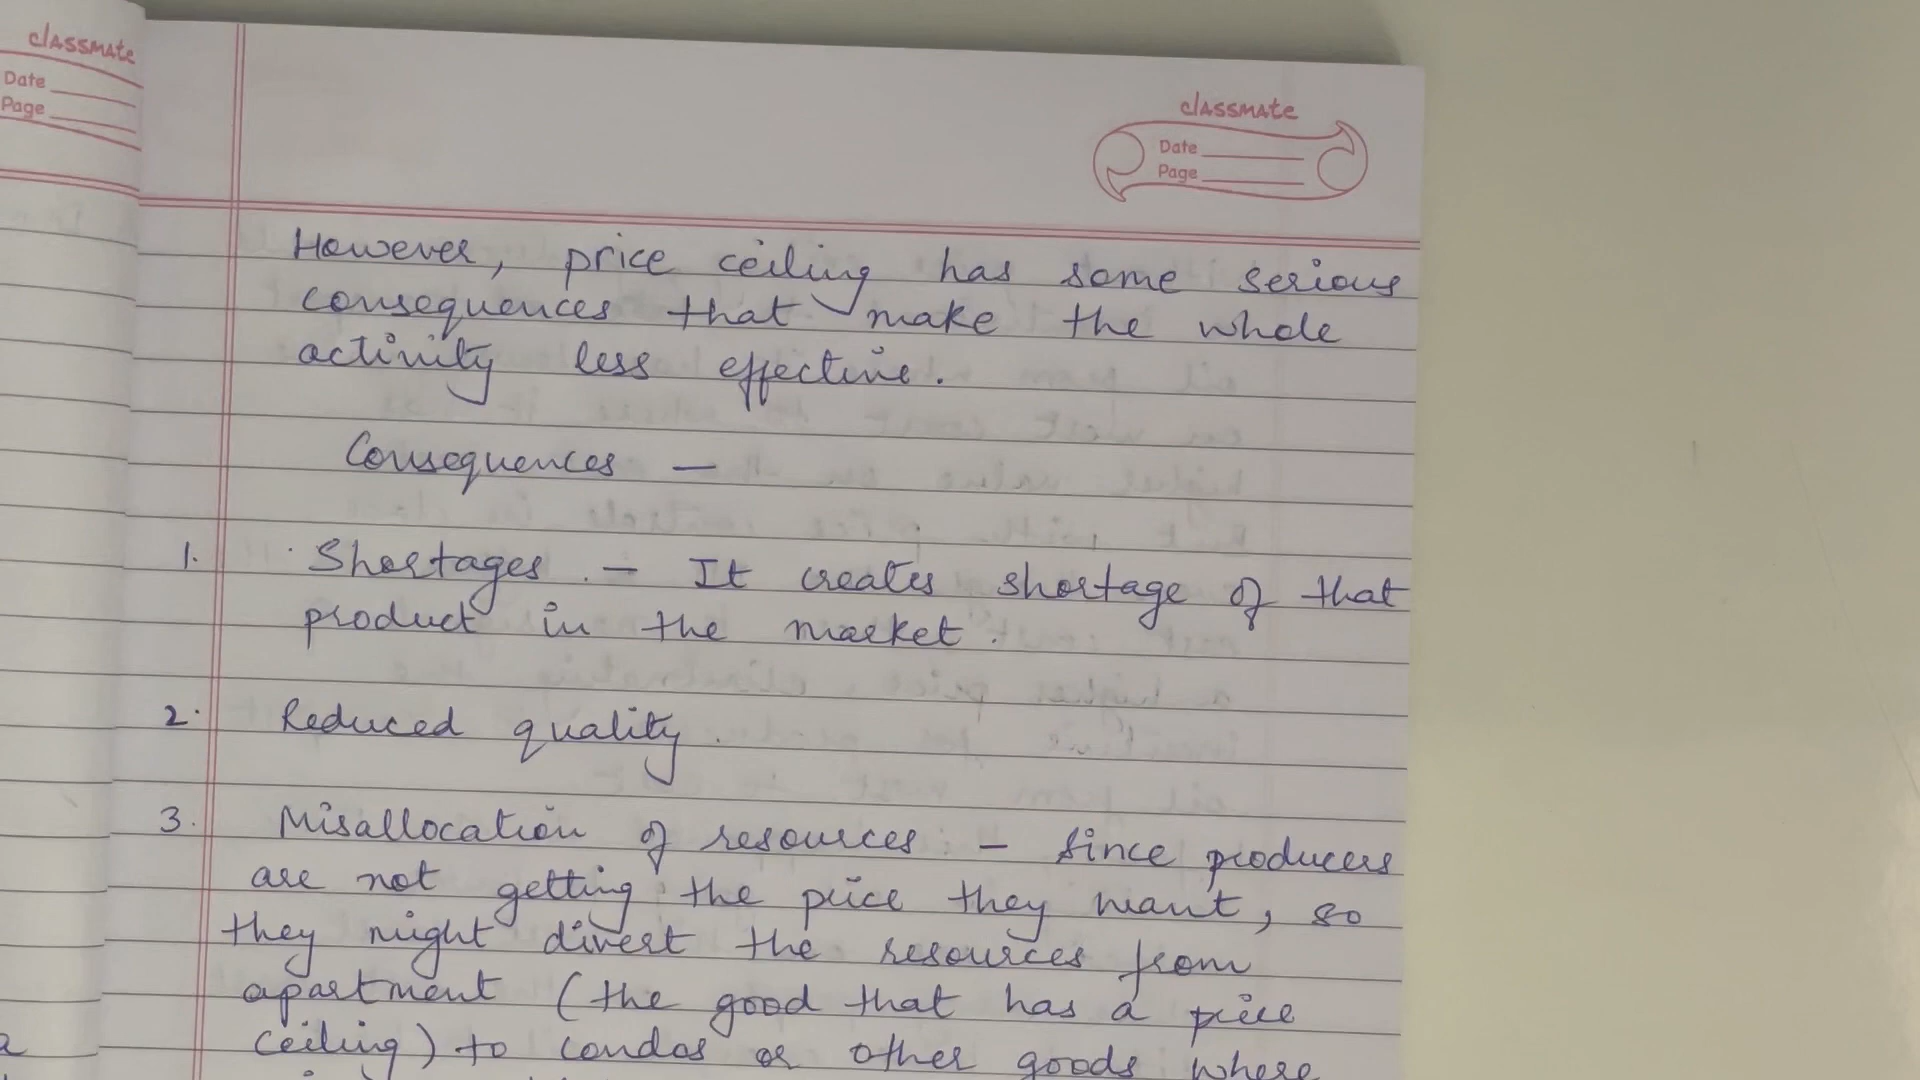 classmate
Date
Page
classmate
Date
Page
However, price ceiling has some serious
consequences that make the whole
activity less effective.
Consequences —
1. Shortages. – It creates shortage of that
product in the market.
2. Reduced quality.
3. Misallocation of resources – Since producers
are not getting the price they want, so
they might divert the resources from
apartment (the good that has a price
ceiling) to condos or other goods where